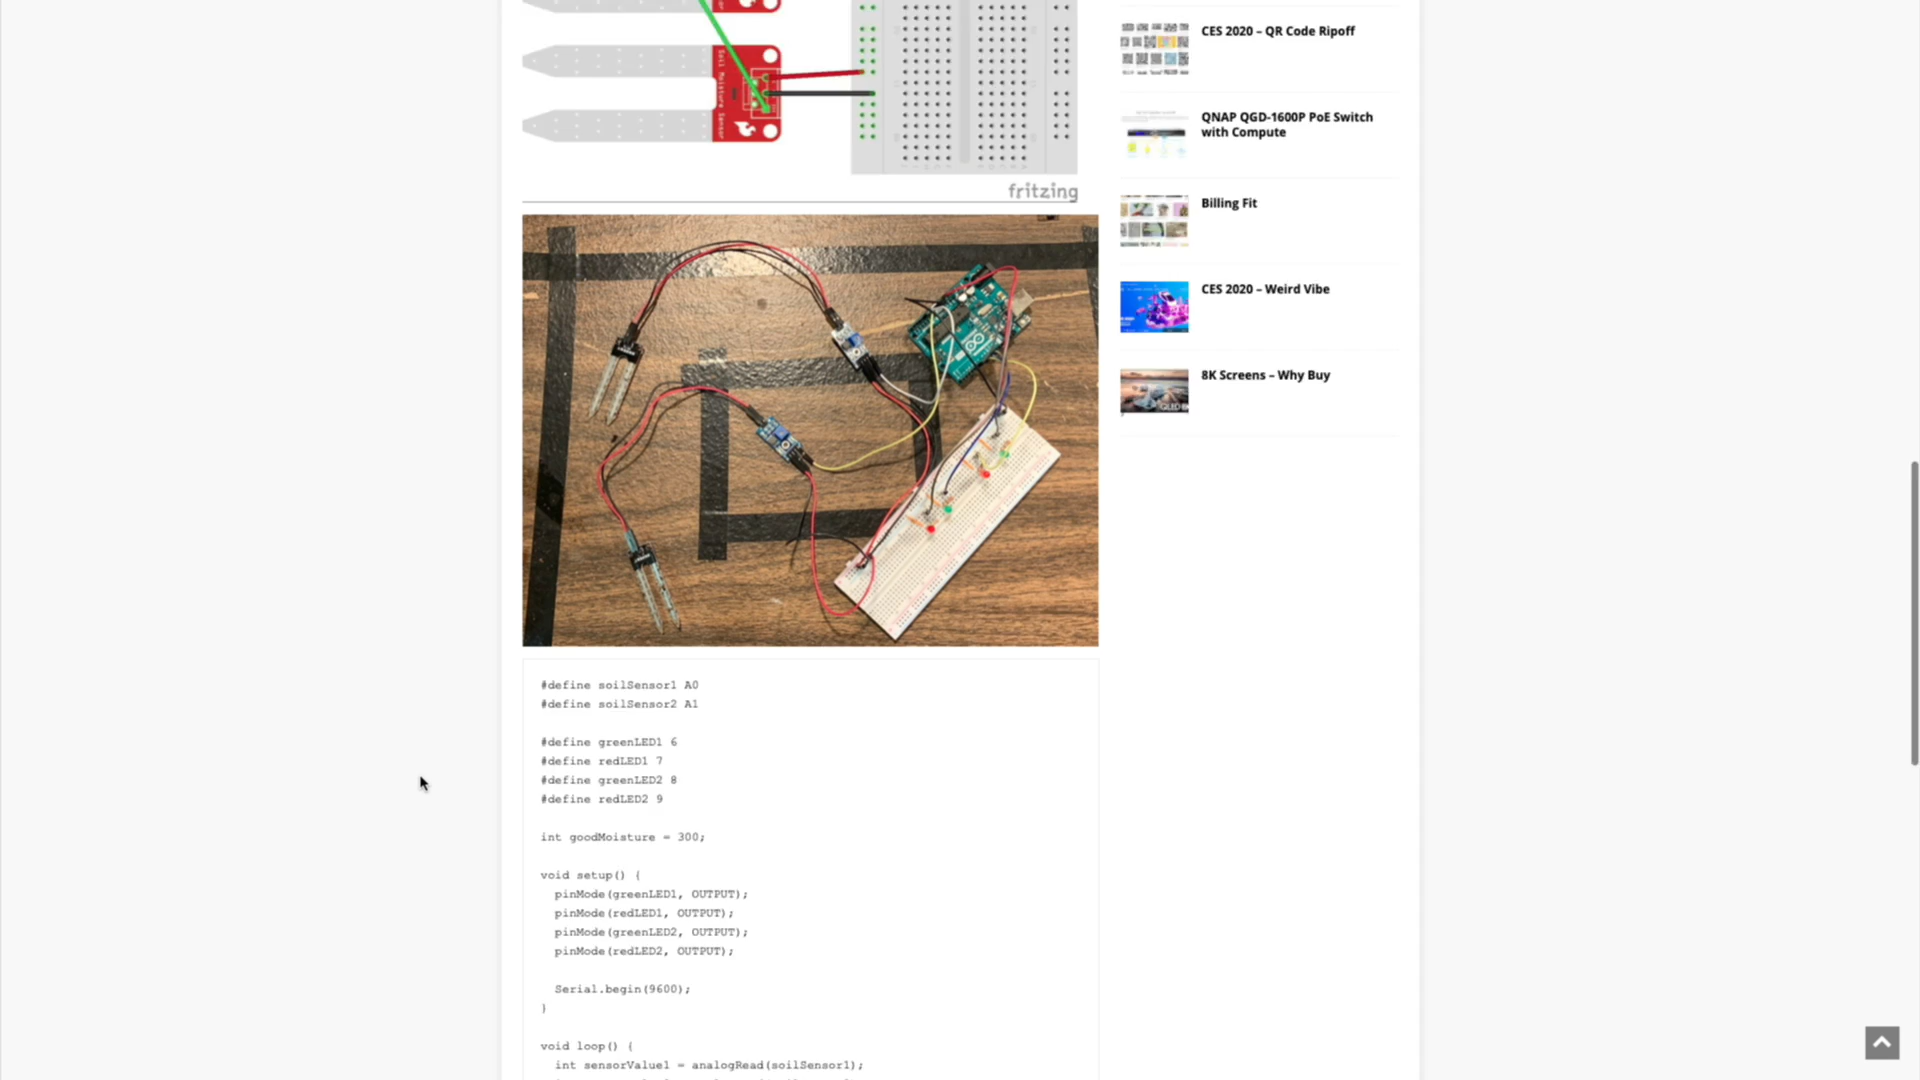 Soil Moisture Sensor
fritzing
#define soilSensor1 A0
#define soilSensor2 A1
#define greenLED1 6
#define redLED1 7
#define greenLED2 8
#define redLED2 9
int goodMoisture = 300;
void setup() {
pinMode(greenLED1, OUTPUT);
pinMode(redLED1, OUTPUT);
pinMode(greenLED2, OUTPUT);
pinMode(redLED2, OUTPUT);
Serial.begin(9600);
}
void loop() {
int sensorValue1 = analogRead(soilSensor1);
CES 2020 – QR Code Ripoff
QNAP QGD-1600P PoE Switch
with Compute
Billing Fit
CES 2020 – Weird Vibe
8K Screens – Why Buy